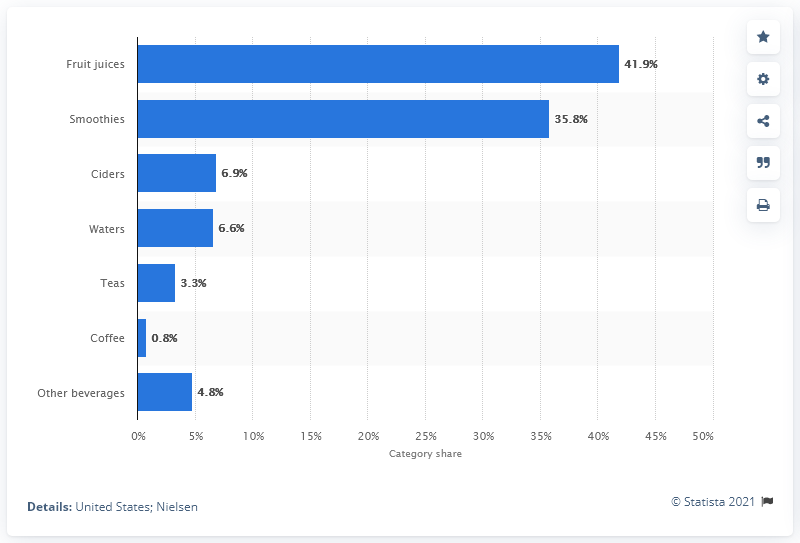 Fruit juices 41.9%
Smoothies 35.8%
Ciders 6.9%
Waters 6.6%
Teas 3.3%
Coffee 0.8%
Other beverages 4.8%
0% 5% 10% 15% 20% 25% 30% 35% 40% 45% 50%
Category share
Details: United States; Nielsen
© Statista 2021